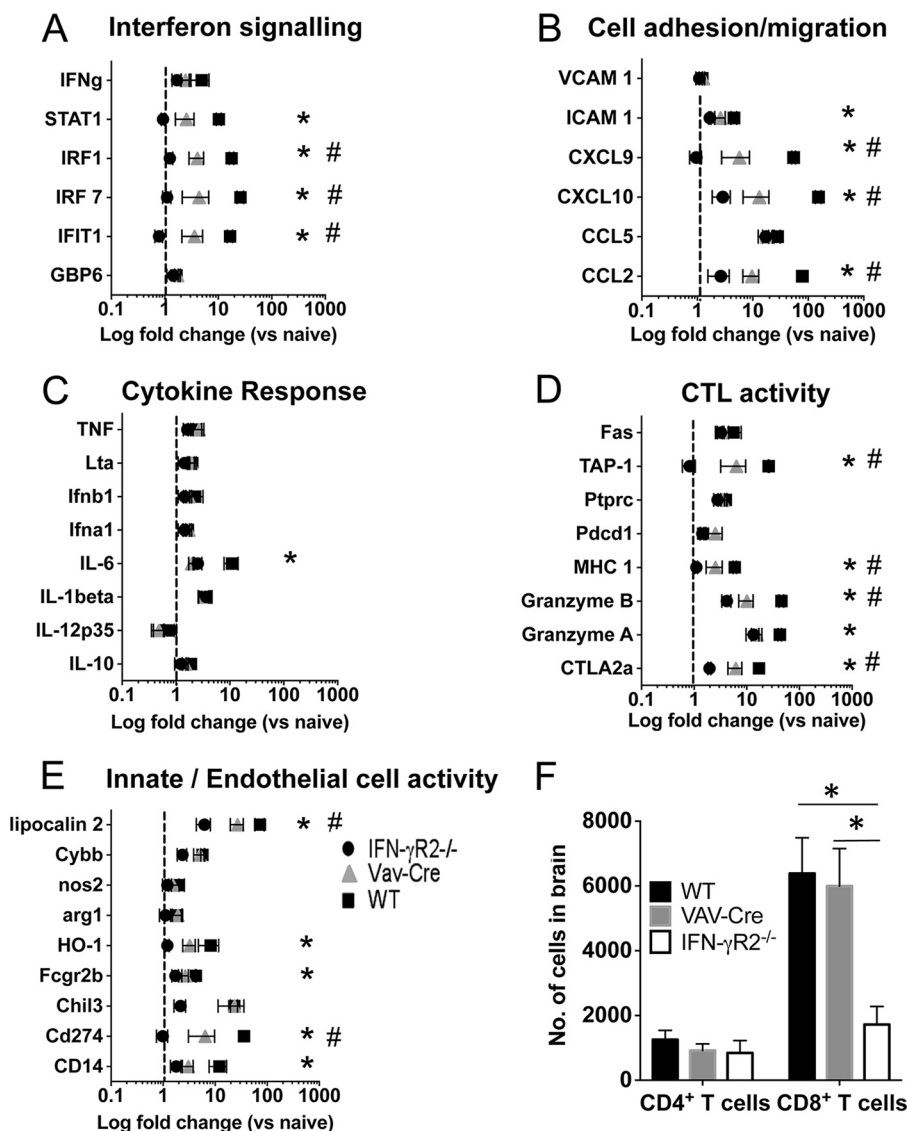 A Interferon signalling
IFNg
STAT1 *
IRF1 * #
IRF 7 * #
IFIT1 * #
GBP6
0.1 1 10 100 1000
Log fold change (vs naive)
B Cell adhesion/migration
VCAM 1
ICAM 1 *
CXCL9 * #
CXCL10 * #
CCL5
CCL2 * #
0.1 1 10 100 1000
Log fold change (vs naive)
C Cytokine Response
TNF
Lta
Ifnb1
Ifna1
IL-6 *
IL-1beta
IL-12p35
IL-10
0.1 1 10 100 1000
Log fold change (vs naive)
D CTL activity
Fas
TAP-1 * #
Ptprc
Pdcd1
MHC 1 * #
Granzyme B * #
Granzyme A *
CTLA2a * #
0.1 1 10 100 1000
Log fold change (vs naive)
E Innate / Endothelial cell activity
lipocalin 2 * #
Cybb
nos2
arg1
HO-1 *
Fcgr2b *
Chil3
Cd274 * #
CD14 *
0.1 1 10 100 1000
Log fold change (vs naive)
IFN-γR2-/-
Vav-Cre
WT
F
No. of cells in brain
8000
6000
4000
2000
0
*
*
WT
VAV-Cre
IFN-γR2-/-
CD4+ T cells CD8+ T cells